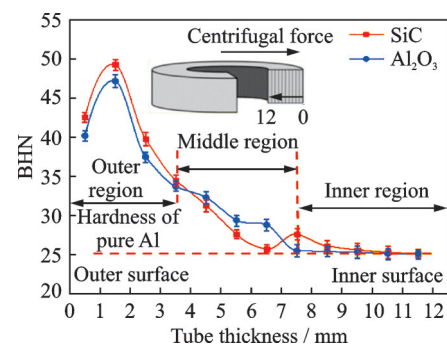 55
50
45
40
35
30
25
20
BHN
Centrifugal force
SiC
Al₂O₃
12 0
Middle region
Outer
region
Inner region
Hardness of
pure Al
Outer surface
Inner surface
0 1 2 3 4 5 6 7 8 9 10 11 12
Tube thickness / mm